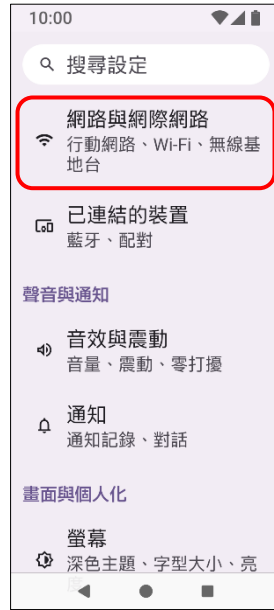 10:00
搜尋設定
網路與網際網路
行動網路、Wi-Fi、無線基
地台
已連結的裝置
藍牙、配對
聲音與通知
音效與震動
音量、震動、零打擾
通知
通知記錄、對話
畫面與個人化
螢幕
深色主題、字型大小、亮
度